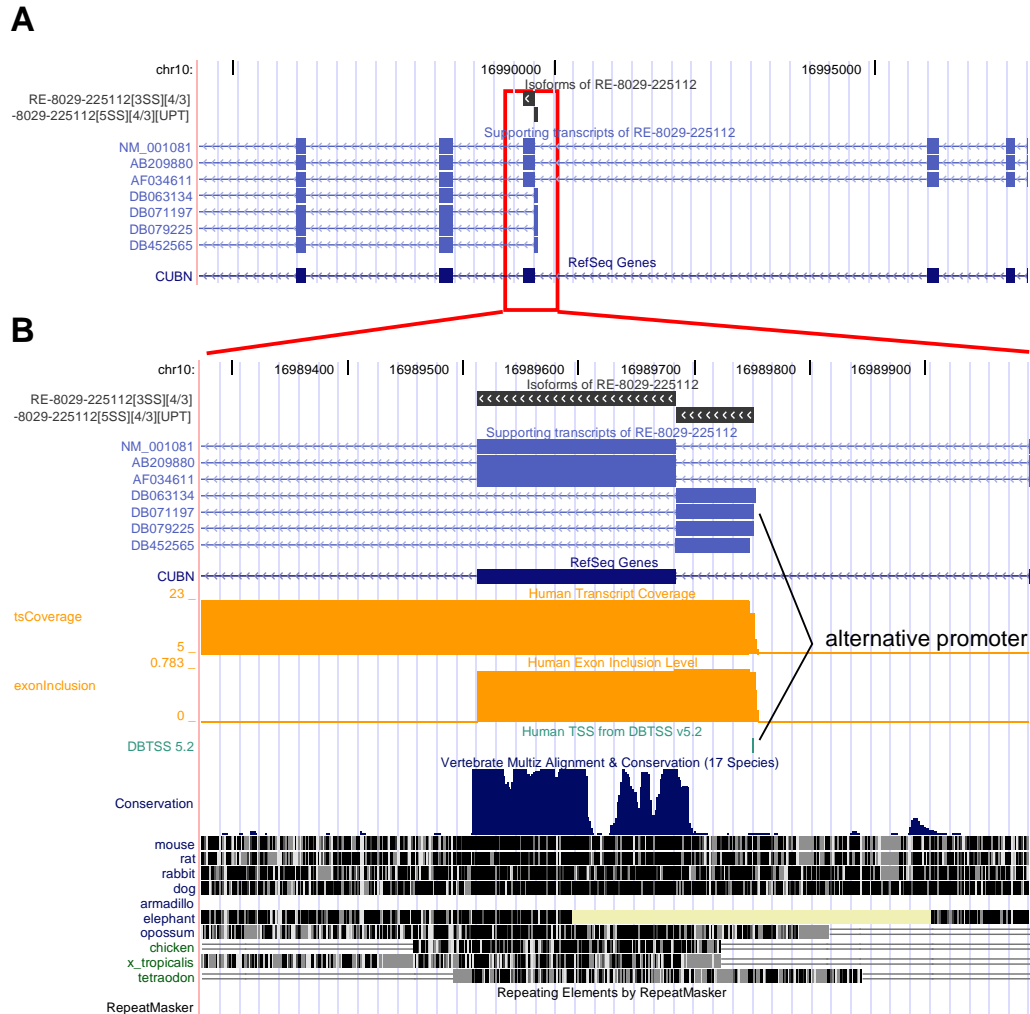 A
chr10: 16990000 16995000
Isoforms of RE-8029-225112
RE-8029-225112[3SS][4/3]
-8029-225112[5SS][4/3][UPT]
Supporting transcripts of RE-8029-225112
NM_001081
AB209880
AF034611
DB063134
DB071197
DB079225
DB452565
RefSeq Genes
CUBN
B
chr10: 16989400 16989500 16989600 16989700 16989800 16989900
Isoforms of RE-8029-225112
RE-8029-225112[3SS][4/3]
-8029-225112[5SS][4/3][UPT]
Supporting transcripts of RE-8029-225112
NM_001081
AB209880
AF034611
DB063134
DB071197
DB079225
DB452565
RefSeq Genes
CUBN
23 _ Human Transcript Coverage
tsCoverage
alternative promoter
5 _
0.783 _ Human Exon Inclusion Level
exonInclusion
0 _
Human TSS from DBTSS v5.2
DBTSS 5.2
Vertebrate Multiz Alignment & Conservation (17 Species)
Conservation
mouse
rat
rabbit
dog
armadillo
elephant
opossum
chicken
x_tropicalis
tetraodon
Repeating Elements by RepeatMasker
RepeatMasker